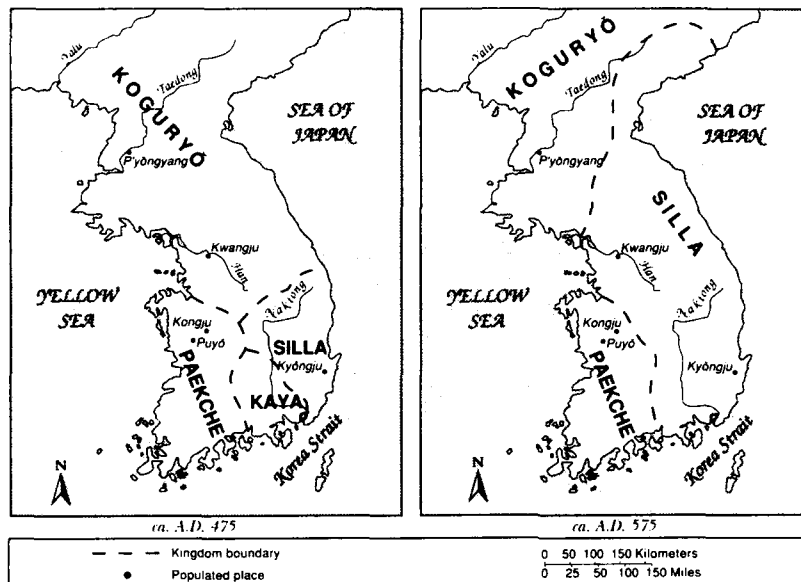 Yalu
KOGURYŎ
Taedong
SEA OF
JAPAN
P'yŏngyang
Kwangju
Han
YELLOW
SEA
Naktong
Kongju
Puyŏ
SILLA
Kyŏngju
PAEKCHE
KAYA
Korea Strait
N
ca. A.D. 475
Yalu
KOGURYŎ
Taedong
SEA OF
JAPAN
P'yŏngyang
SILLA
Kwangju
Han
YELLOW
SEA
Naktong
Kongju
Puyŏ
Kyŏngju
PAEKCHE
Korea Strait
N
ca. A.D. 575
Kingdom boundary
Populated place
0 50 100 150 Kilometers
0 25 50 100 150 Miles